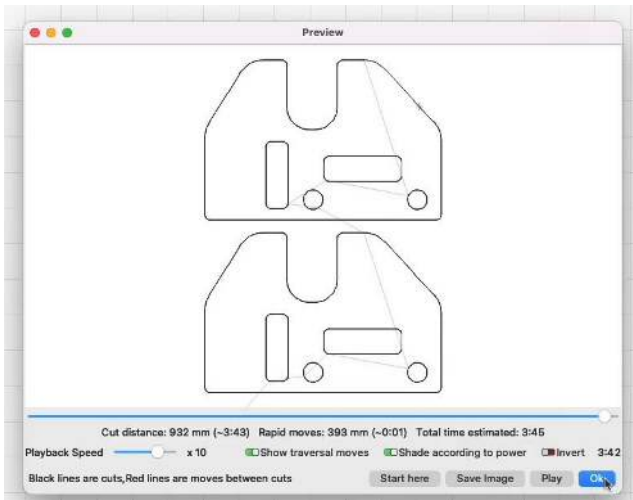 Preview
Cut distance: 932 mm (~3:43) Rapid moves: 393 mm (~0:01) Total time estimated: 3:45
Playback Speed x 10 Show traversal moves Shade according to power Invert 3:42
Black lines are cuts,Red lines are moves between cuts Start here Save Image Play Ok